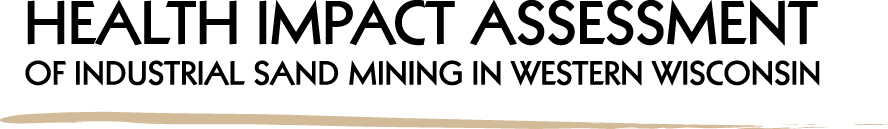 HEALTH IMPACT ASSESSMENT
OF INDUSTRIAL SAND MINING IN WESTERN WISCONSIN